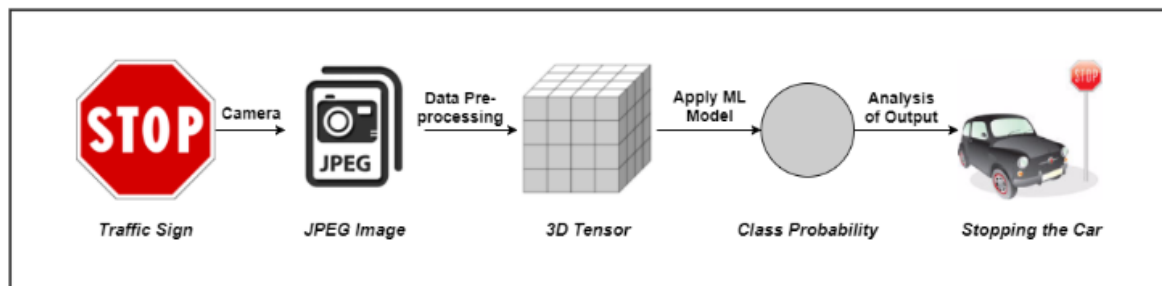 STOP
Camera
JPEG
Data Pre-
processing
Apply ML
Model
Analysis
of Output
STOP
Traffic Sign
JPEG Image
3D Tensor
Class Probability
Stopping the Car